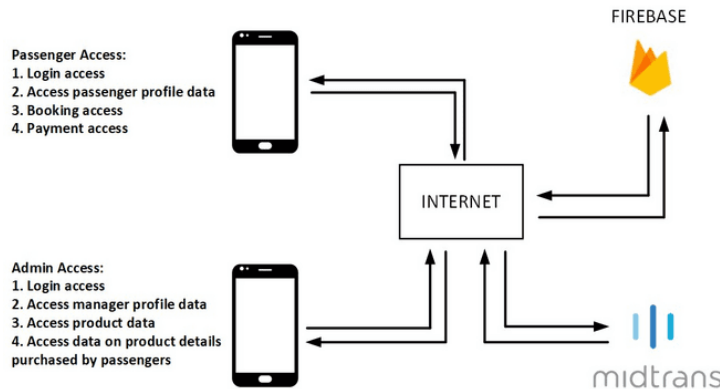 FIREBASE
Passenger Access:
1. Login access
2. Access passenger profile data
3. Booking access
4. Payment access
INTERNET
Admin Access:
1. Login access
2. Access manager profile data
3. Access product data
4. Access data on product details
purchased by passengers
midtrans